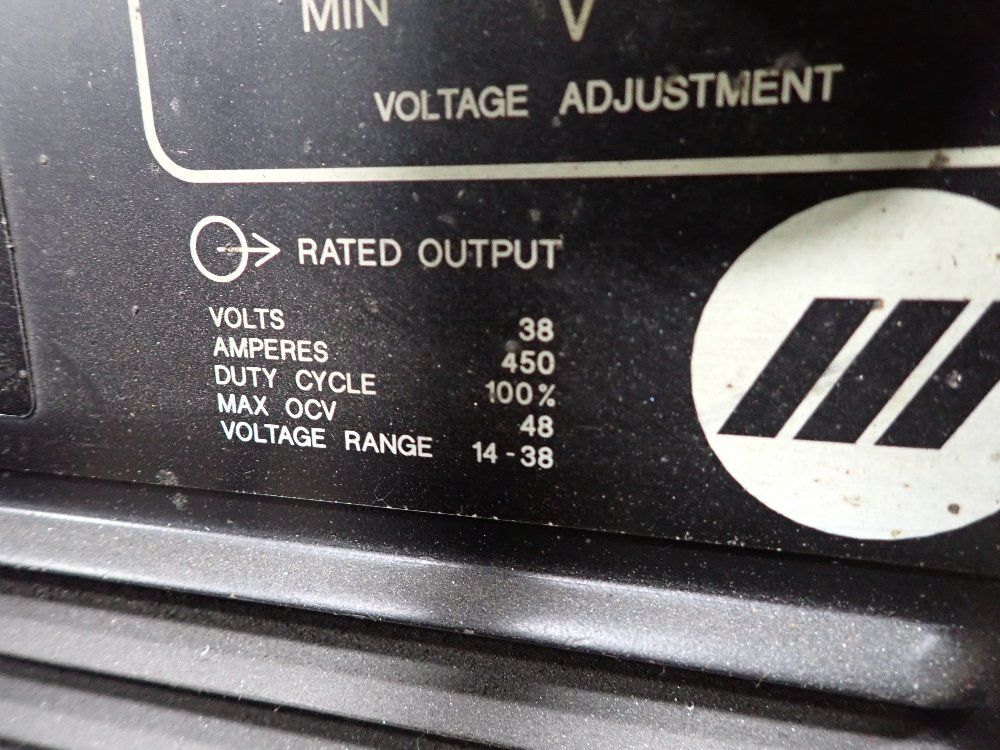 MIN V
VOLTAGE ADJUSTMENT
RATED OUTPUT
VOLTS 38
AMPERES 450
DUTY CYCLE 100%
MAX OCV 48
VOLTAGE RANGE 14-38